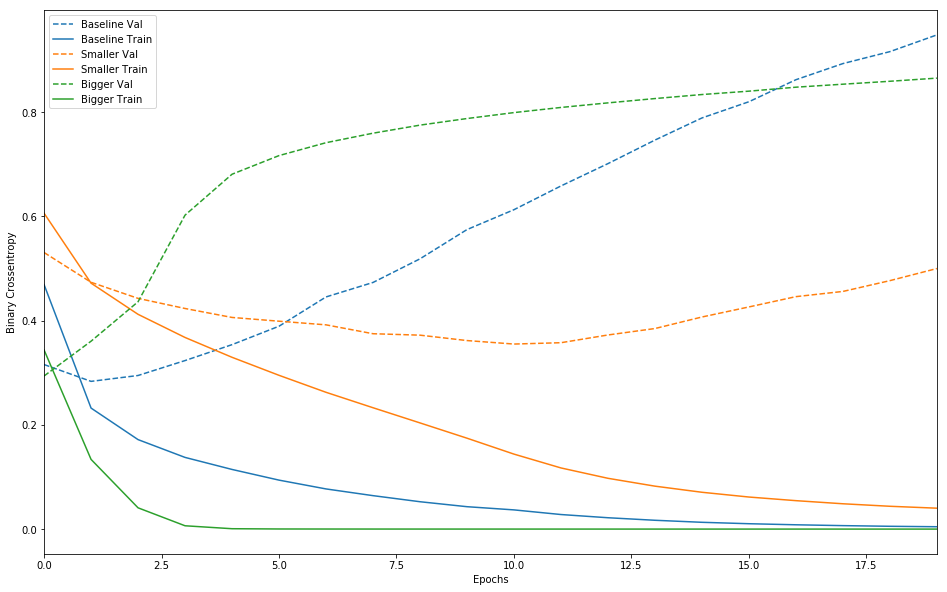 Baseline Val
Baseline Train
Smaller Val
Smaller Train
Bigger Val
Bigger Train
Binary Crossentropy
0.8
0.6
0.4
0.2
0.0
0.0
2.5
5.0
7.5
10.0
12.5
15.0
17.5
Epochs